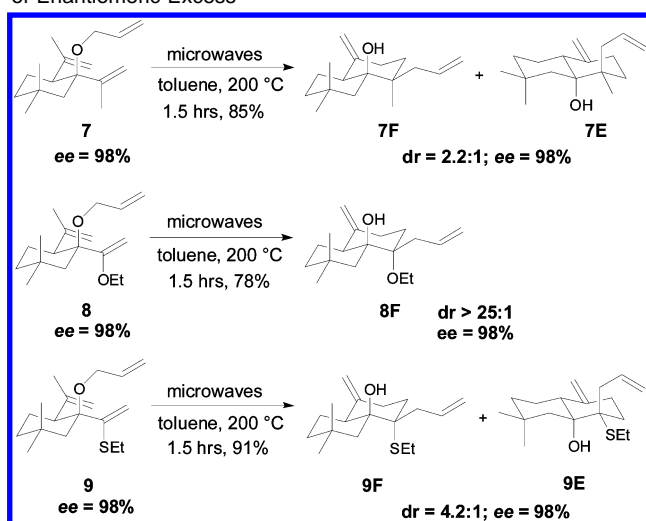 of Enantiomeric Excess
microwaves
toluene, 200 °C
1.5 hrs, 85%
O
OH
+
OH
7
ee = 98%
7F
7E
dr = 2.2:1; ee = 98%
microwaves
toluene, 200 °C
1.5 hrs, 78%
O
OEt
OH
OEt
8
ee = 98%
8F
dr > 25:1
ee = 98%
microwaves
toluene, 200 °C
1.5 hrs, 91%
O
SEt
OH
SEt
+
OH
SEt
9
ee = 98%
9F
9E
dr = 4.2:1; ee = 98%